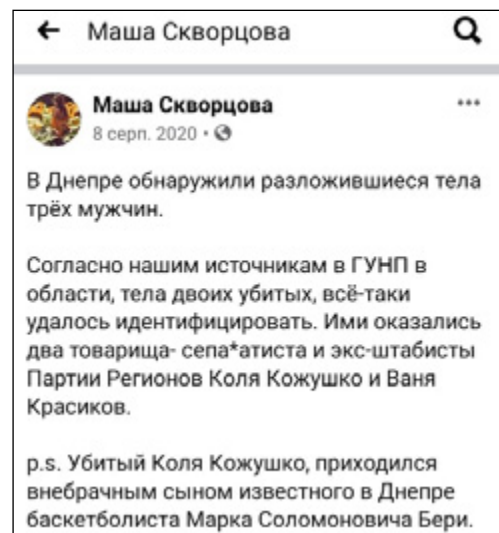 Маша Скворцова
Маша Скворцова
8 серп. 2020 •
В Днепре обнаружили разложившиеся тела
трёх мужчин.
Согласно нашим источникам в ГУНП в
области, тела двоих убитых, всё-таки
удалось идентифицировать. Ими оказались
два товарища- сепа*атиста и экс-штабисты
Партии Регионов Коля Кожушко и Ваня
Красиков.
p.s. Убитый Коля Кожушко, приходился
внебрачным сыном известного в Днепре
баскетболиста Марка Соломоновича Бери.